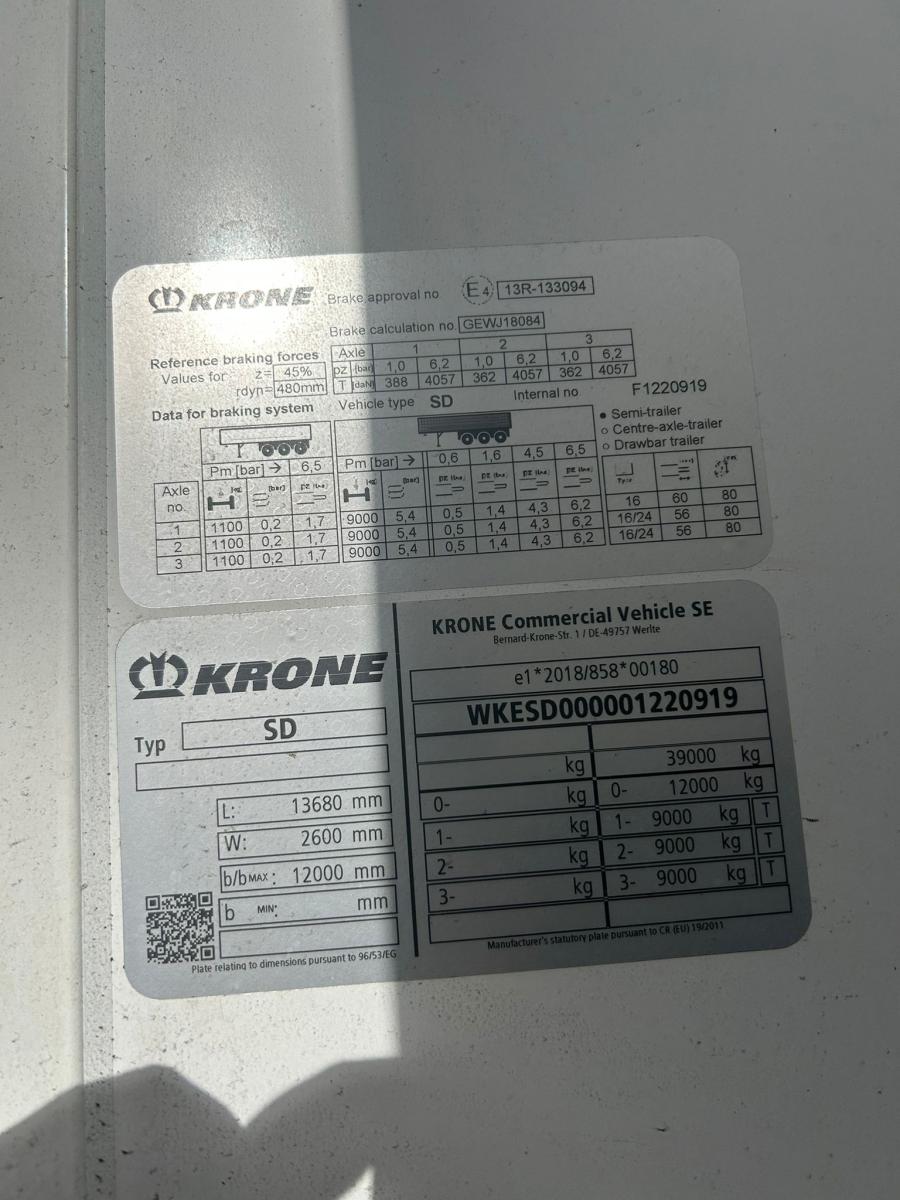 KRONE Brake approval no E4 13R-133094
Brake calculation no. GEWJ18084
Reference braking forces
Values for z= 45%
rdyn= 480mm
Axle 1 2 3
pz [bar] 1,0 6,2 1,0 6,2 1,0 6,2
T [daN] 388 4057 362 4057 362 4057
Data for braking system Vehicle type SD Internal no F1220919
• Semi-trailer
o Centre-axle-trailer
o Drawbar trailer
Pm [bar] → 6,5 Pm [bar] → 0,6 1,6 4,5 6,5
Axle no. [bar] [bar] Type
1 1100 0,2 1,7 9000 5,4 0,5 1,4 4,3 6,2 16 60 80
2 1100 0,2 1,7 9000 5,4 0,5 1,4 4,3 6,2 16/24 56 80
3 1100 0,2 1,7 9000 5,4 0,5 1,4 4,3 6,2 16/24 56 80
KRONE
Typ SD
L: 13680 mm
W: 2600 mm
b/b MAX: 12000 mm
b MIN: mm
Plate relating to dimensions pursuant to 96/53/EG
KRONE Commercial Vehicle SE
Bernard-Krone-Str. 1 / DE-49757 Werlte
e1*2018/858*00180
WKESD000001220919
kg 39000 kg
0- kg 0- 12000 kg
1- kg 1- 9000 kg T
2- kg 2- 9000 kg T
3- kg 3- 9000 kg T
Manufacturer's statutory plate pursuant to CR (EU) 19/2011